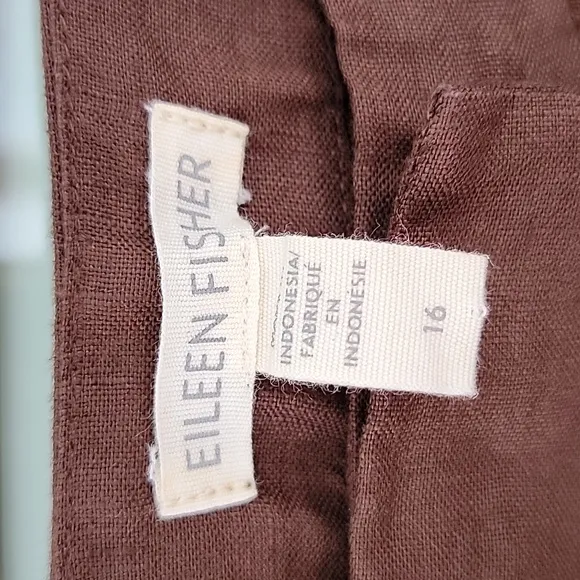 EILEEN FISHER
INDONESIA/
FABRIQUÉ
EN
INDONÉSIE
16